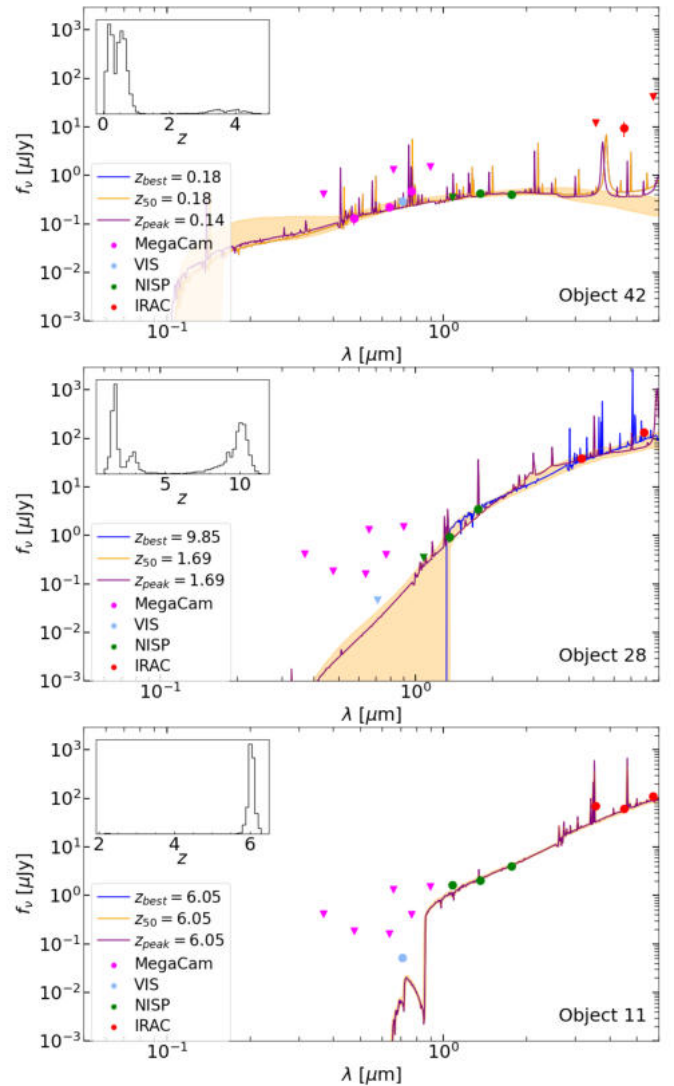 10³
10²
10¹
10⁰
10⁻¹
10⁻²
10⁻³
f_ν [μJy]
0 2 4
z
z_best = 0.18
z_50 = 0.18
z_peak = 0.14
MegaCam
VIS
NISP
IRAC
Object 42
10⁻¹ 10⁰
λ [μm]
10³
10²
10¹
10⁰
10⁻¹
10⁻²
10⁻³
f_ν [μJy]
5 10
z
z_best = 9.85
z_50 = 1.69
z_peak = 1.69
MegaCam
VIS
NISP
IRAC
Object 28
10⁻¹ 10⁰
λ [μm]
10³
10²
10¹
10⁰
10⁻¹
10⁻²
10⁻³
f_ν [μJy]
2 4 6
z
z_best = 6.05
z_50 = 6.05
z_peak = 6.05
MegaCam
VIS
NISP
IRAC
Object 11
10⁻¹ 10⁰
λ [μm]